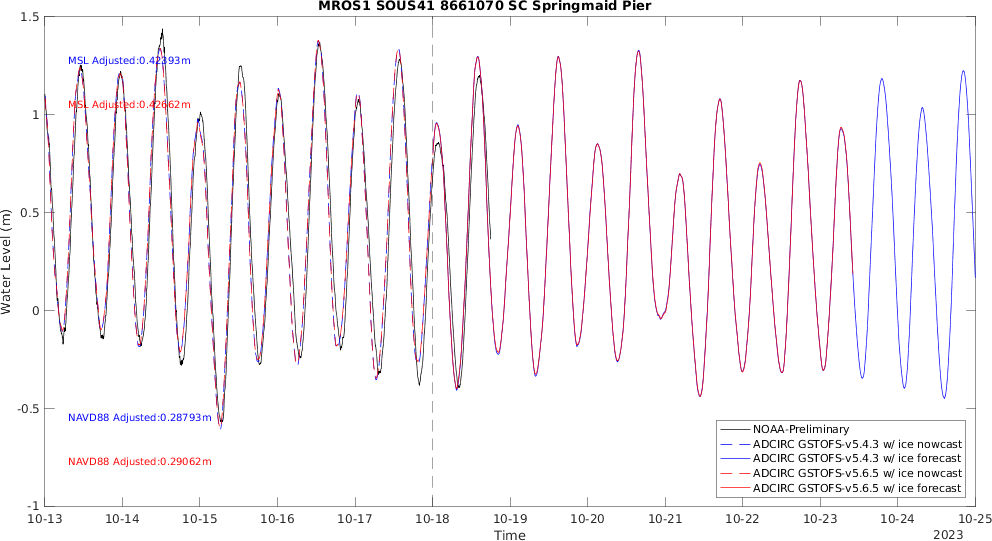 MROS1 SOUS41 8661070 SC Springmaid Pier
1.5
1
0.5
0
-0.5
-1
Water Level (m)
MSL Adjusted:0.42393m
MSL Adjusted:0.42662m
NAVD88 Adjusted:0.28793m
NAVD88 Adjusted:0.29062m
NOAA-Preliminary
ADCIRC GSTOFS-v5.4.3 w/ ice nowcast
ADCIRC GSTOFS-v5.4.3 w/ ice forecast
ADCIRC GSTOFS-v5.6.5 w/ ice nowcast
ADCIRC GSTOFS-v5.6.5 w/ ice forecast
10-13 10-14 10-15 10-16 10-17 10-18 10-19 10-20 10-21 10-22 10-23 10-24 10-25
Time
2023